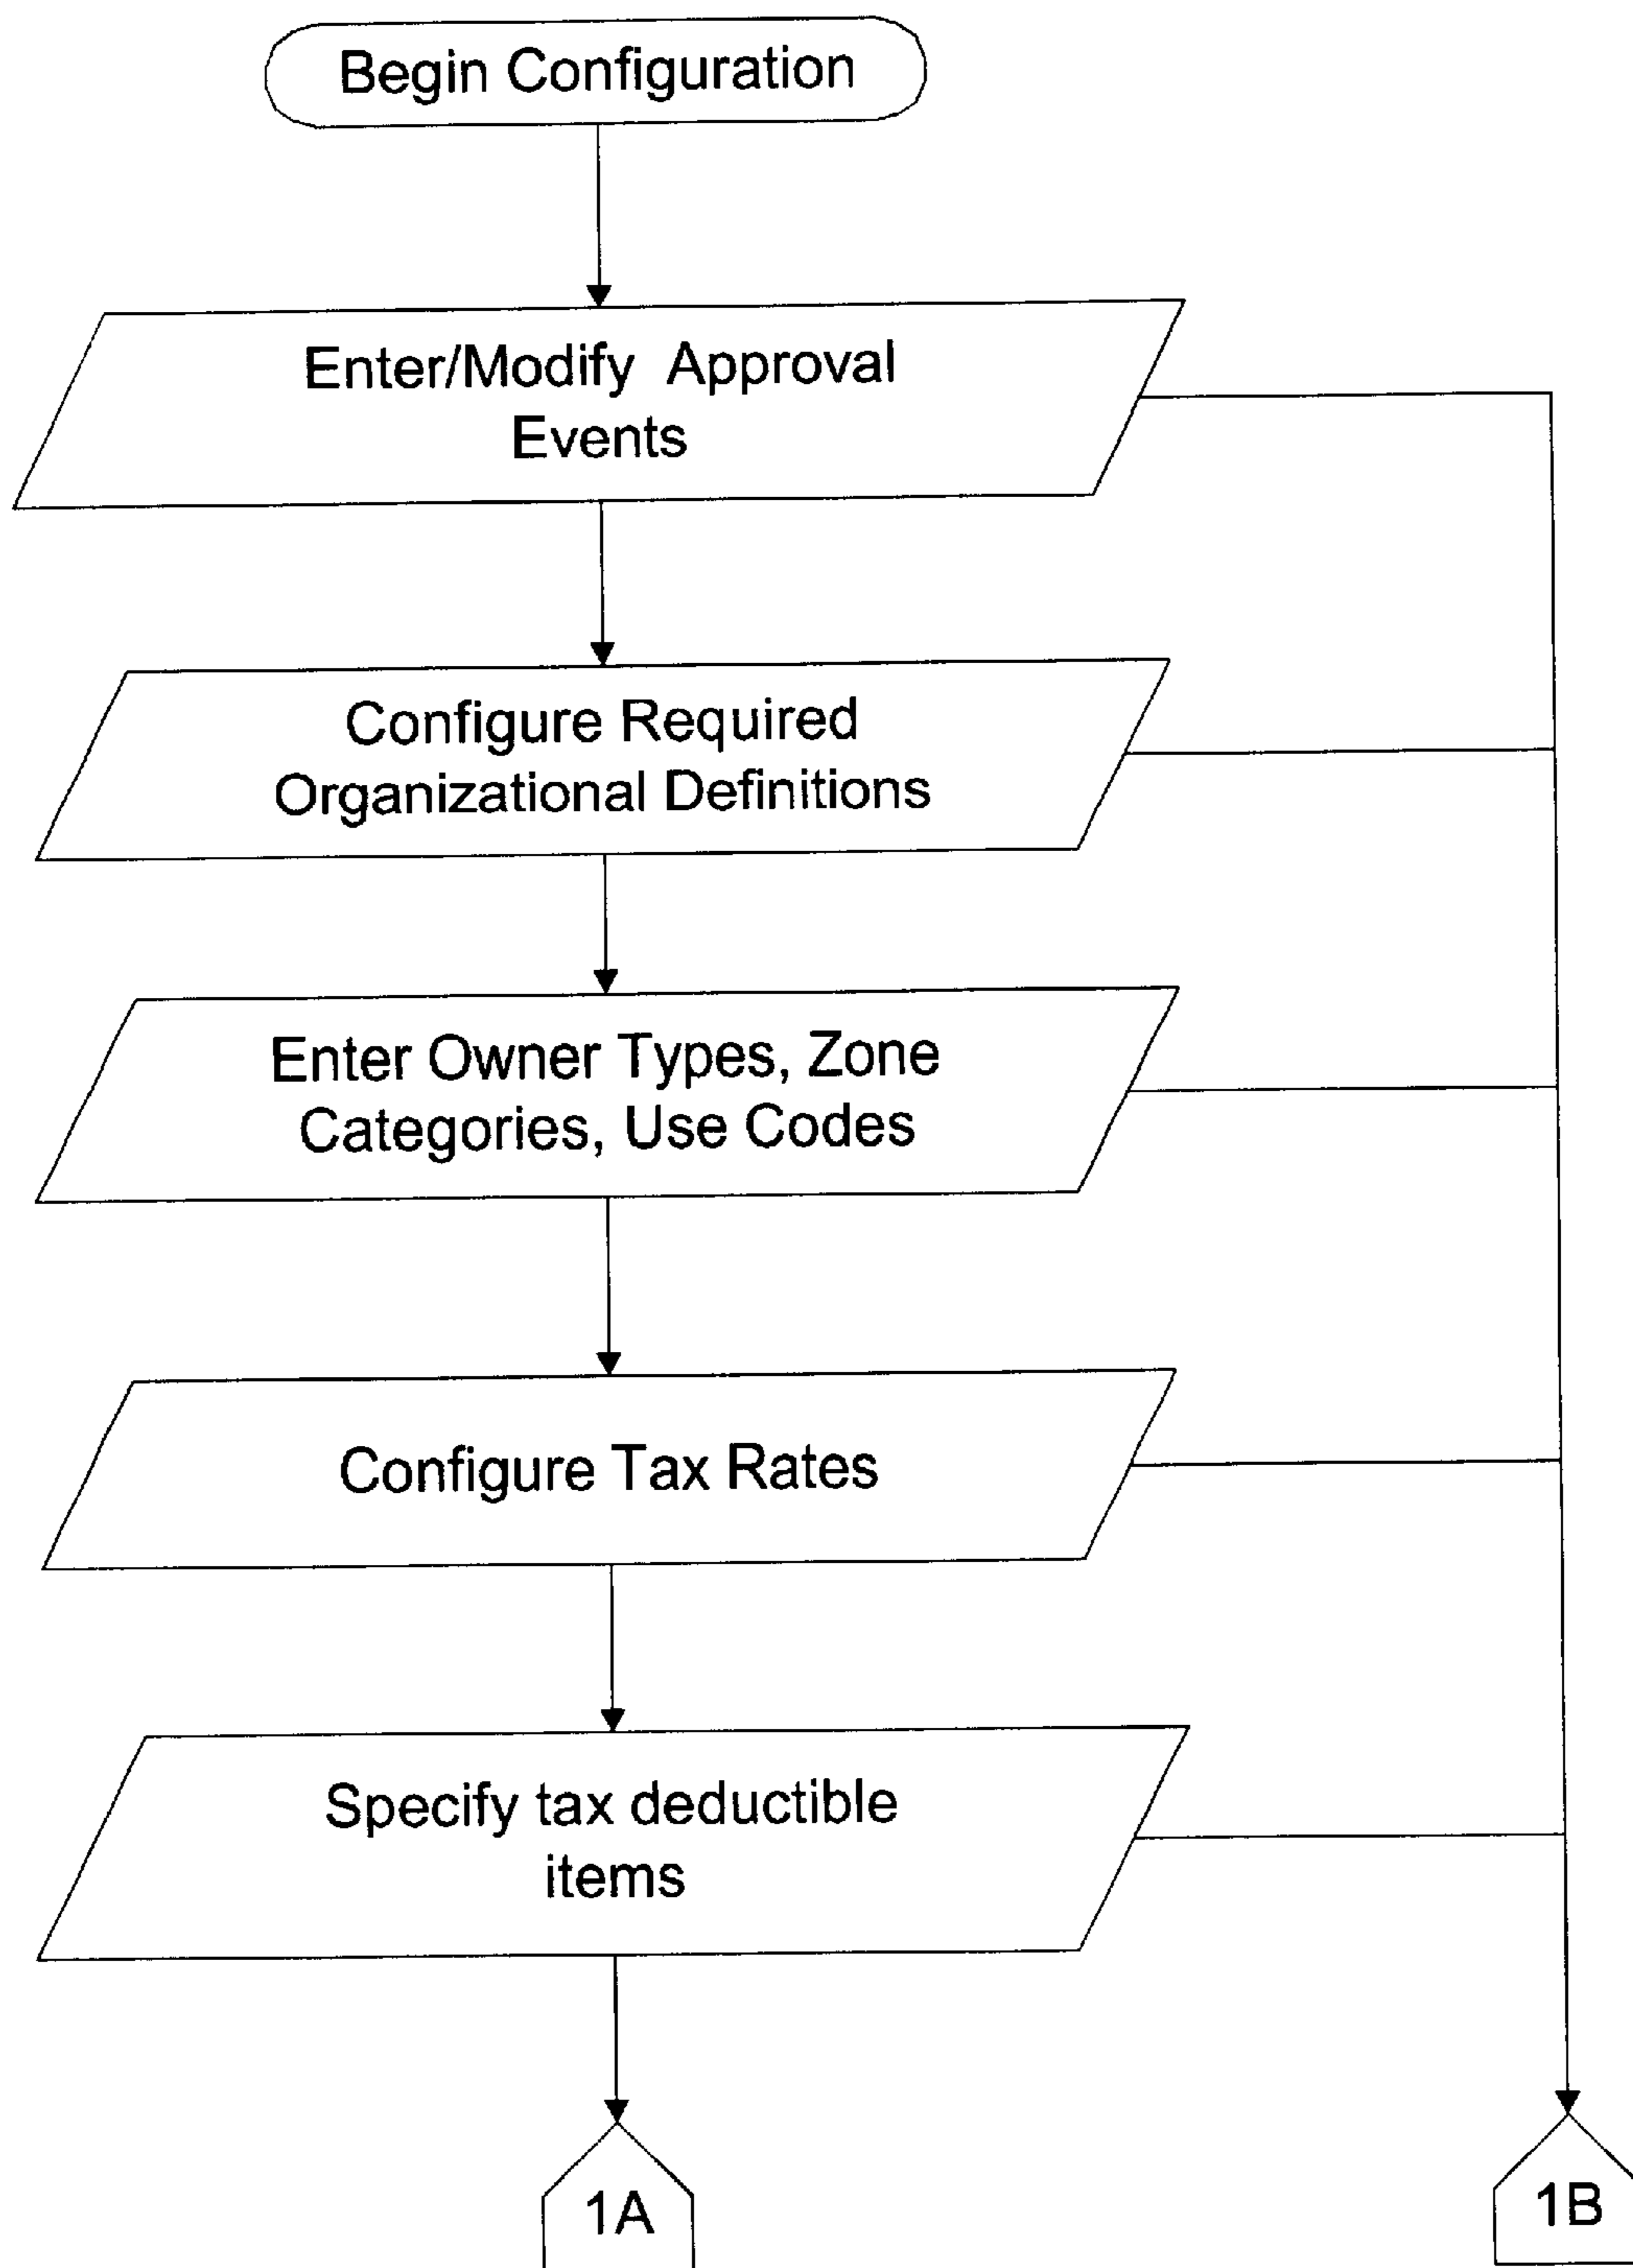 Begin Configuration
Enter/Modify Approval
Events
Configure Required
Organizational Definitions
Enter Owner Types, Zone
Categories, Use Codes
Configure Tax Rates
Specify tax deductible
items
1A
1B